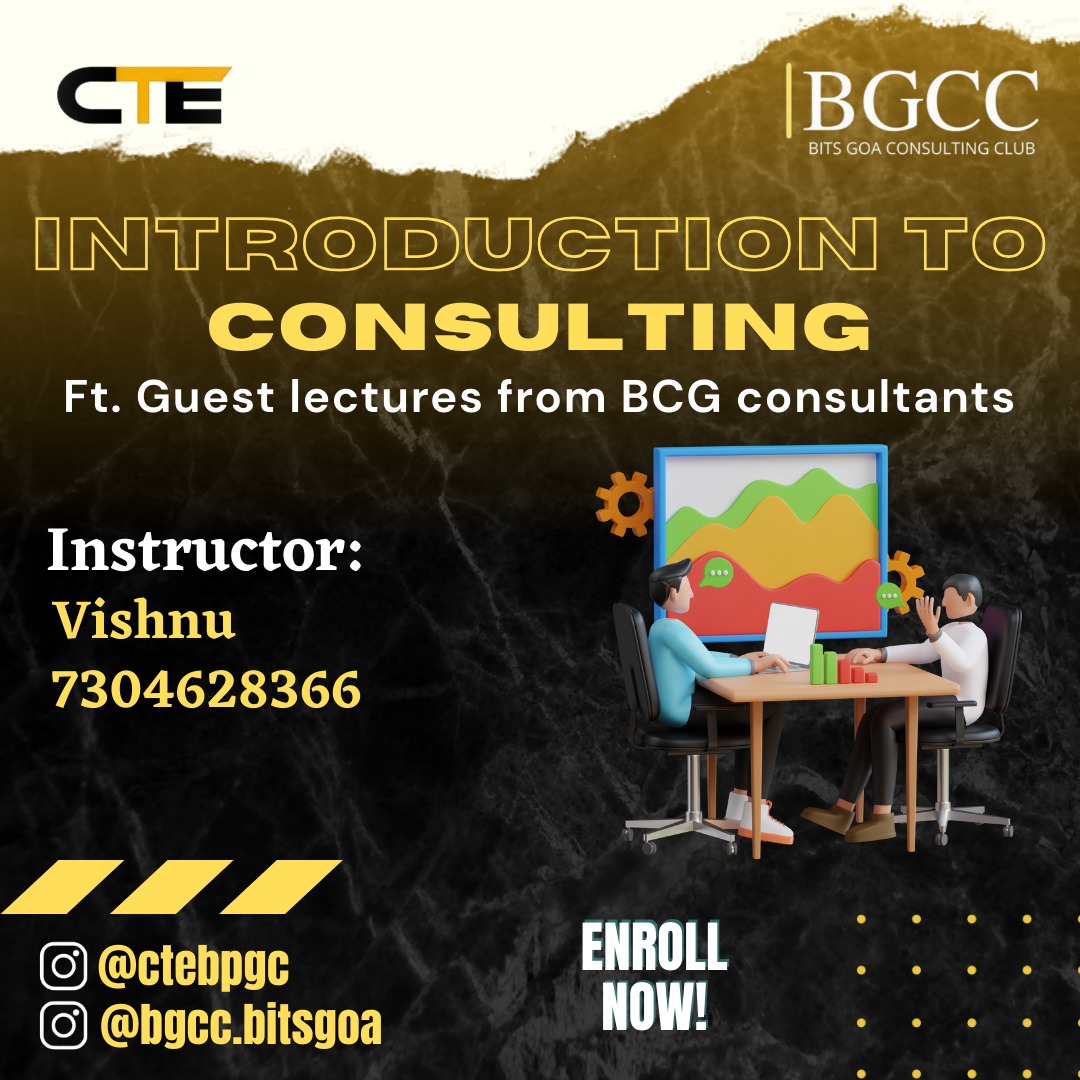 CTE
BGCC
BITS GOA CONSULTING CLUB
INTRODUCTION TO
CONSULTING
Ft. Guest lectures from BCG consultants
Instructor:
Vishnu
7304628366
@ctebpgc
@bgcc.bitsgoa
ENROLL
NOW!